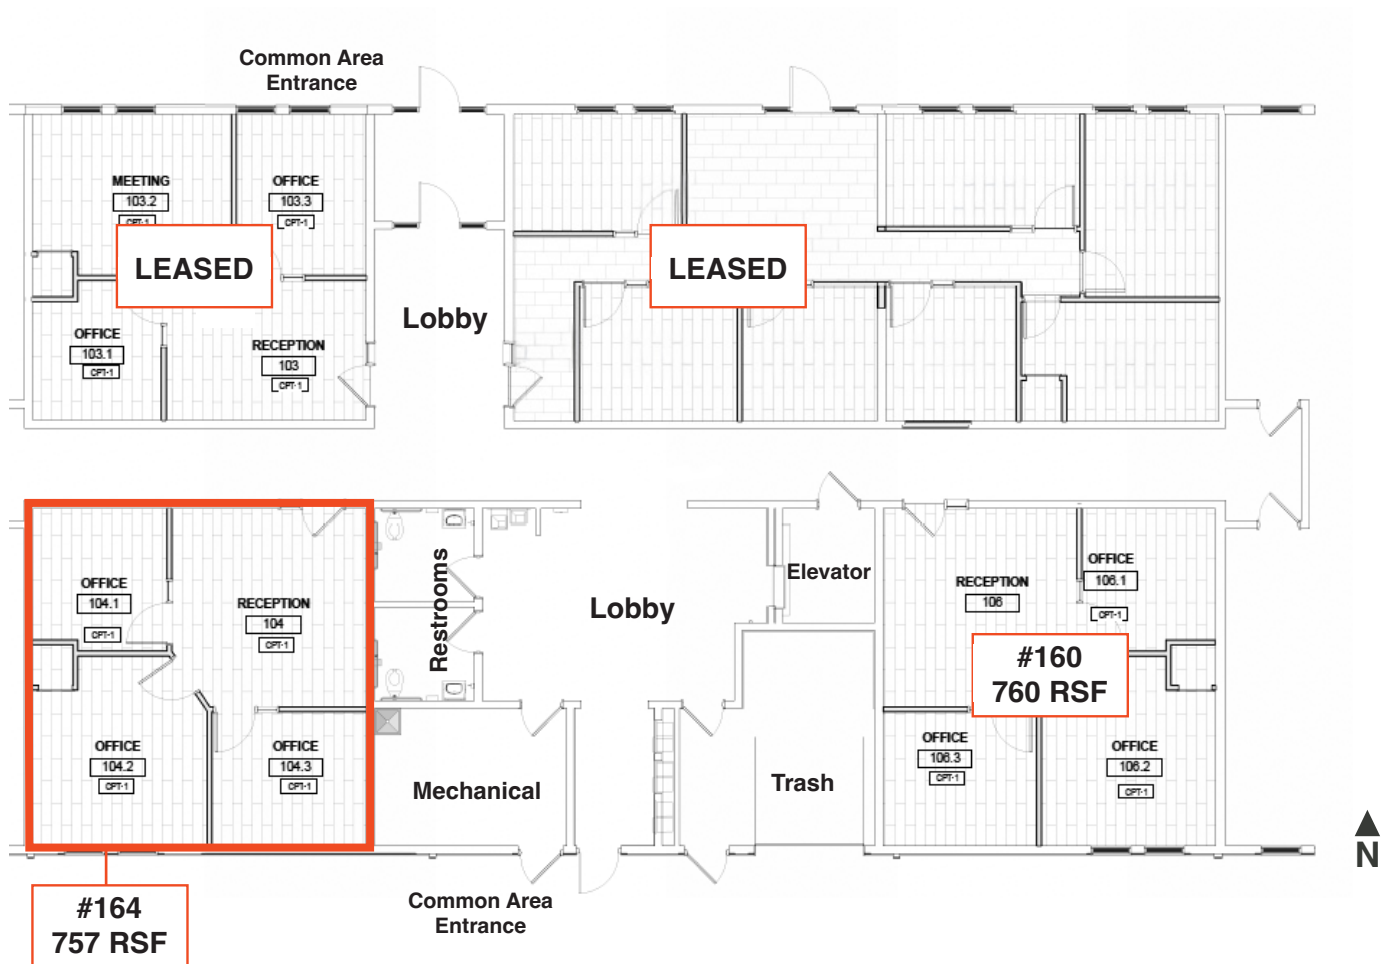 Common Area
Entrance
MEETING
103.2
CPT-1
OFFICE
103.3
CPT-1
LEASED
LEASED
Lobby
OFFICE
103.1
CPT-1
RECEPTION
103
CPT-1
OFFICE
104.1
CPT-1
RECEPTION
104
CPT-1
Restrooms
Lobby
Elevator
RECEPTION
106
OFFICE
106.1
CPT-1
#160
760 RSF
OFFICE
104.2
CPT-1
OFFICE
104.3
CPT-1
Mechanical
Trash
OFFICE
106.3
CPT-1
OFFICE
106.2
CPT-1
N
#164
757 RSF
Common Area
Entrance